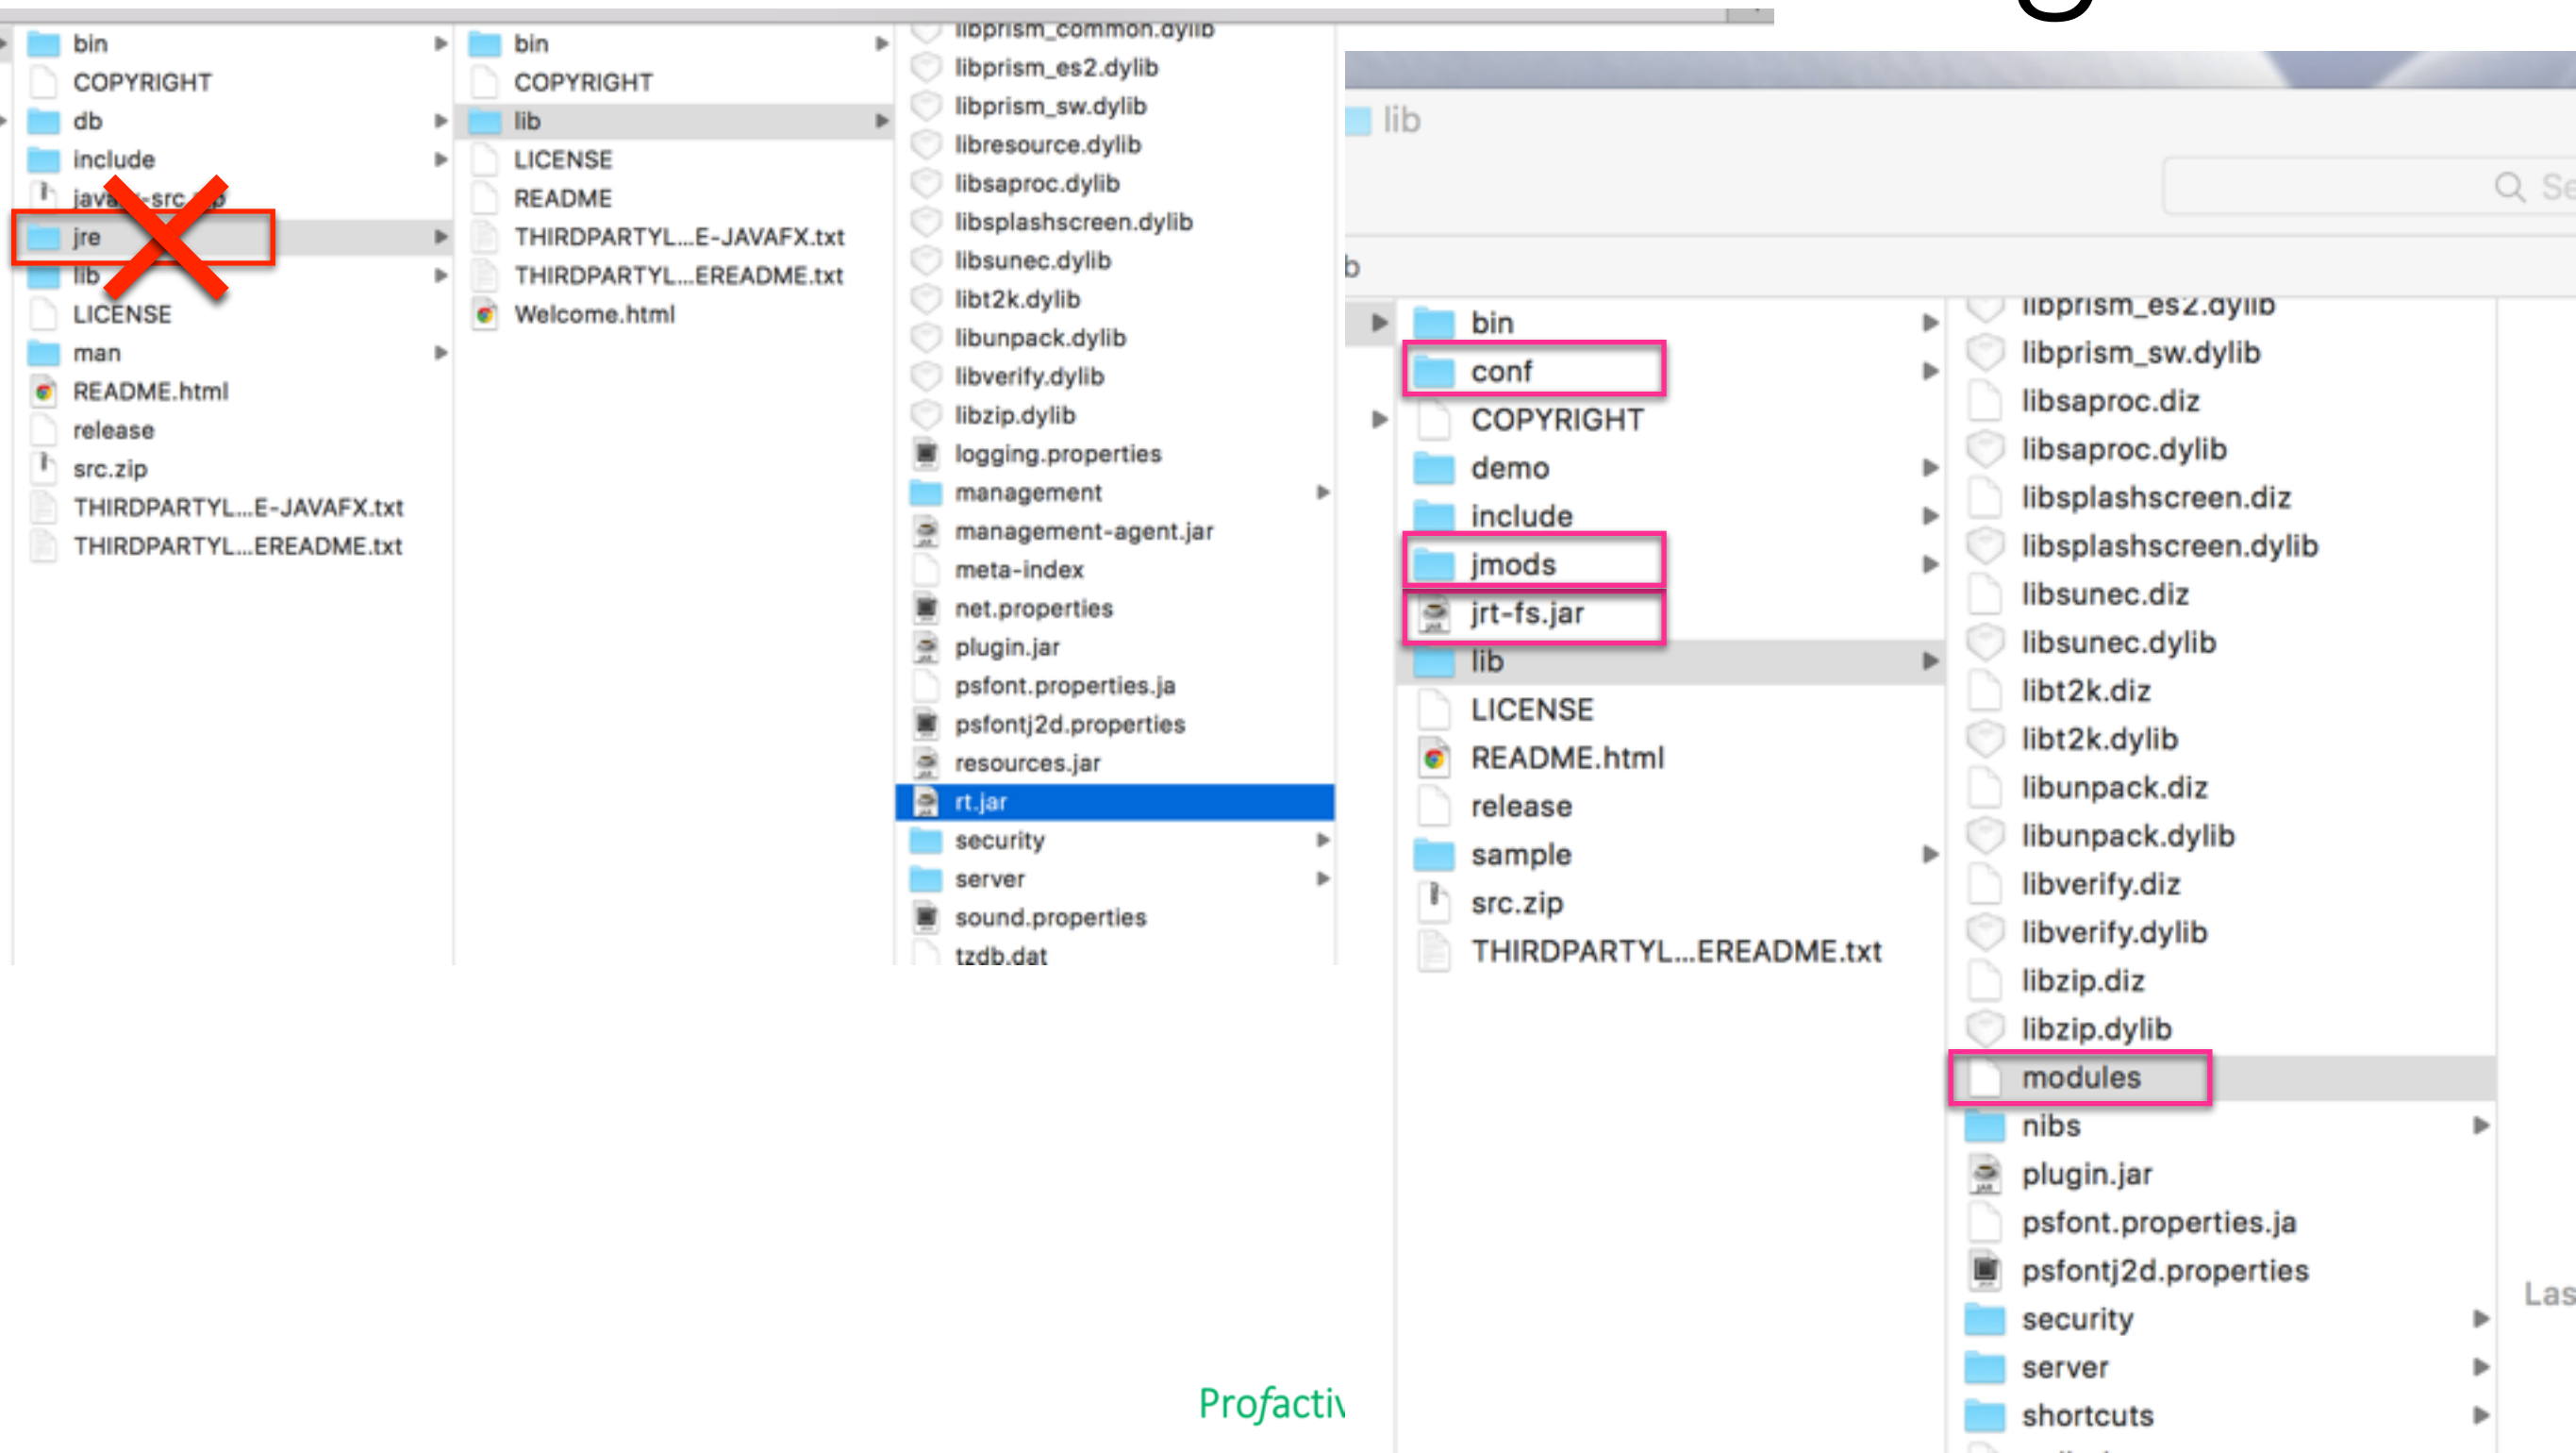 bin
COPYRIGHT
db
include
jre
lib
LICENSE
man
README.html
release
src.zip
THIRDPARTYL...E-JAVAFX.txt
THIRDPARTYL...EREADME.txt
bin
COPYRIGHT
lib
LICENSE
README
THIRDPARTYL...E-JAVAFX.txt
THIRDPARTYL...EREADME.txt
Welcome.html
libprism_common.dylib
libprism_es2.dylib
libprism_sw.dylib
libresource.dylib
libsaproc.dylib
libsplashscreen.dylib
libsunec.dylib
libt2k.dylib
libunpack.dylib
libverify.dylib
libzip.dylib
logging.properties
management
management-agent.jar
meta-index
net.properties
plugin.jar
psfont.properties.ja
psfontj2d.properties
resources.jar
rt.jar
security
server
sound.properties
tzdb.dat
lib
bin
conf
COPYRIGHT
demo
include
jmods
jrt-fs.jar
lib
LICENSE
README.html
release
sample
src.zip
THIRDPARTYL...EREADME.txt
libprism_es2.dylib
libprism_sw.dylib
libsaproc.diz
libsaproc.dylib
libsplashscreen.diz
libsplashscreen.dylib
libsunec.diz
libsunec.dylib
libt2k.diz
libt2k.dylib
libunpack.diz
libunpack.dylib
libverify.diz
libverify.dylib
libzip.diz
libzip.dylib
modules
nibs
plugin.jar
psfont.properties.ja
psfontj2d.properties
security
server
shortcuts